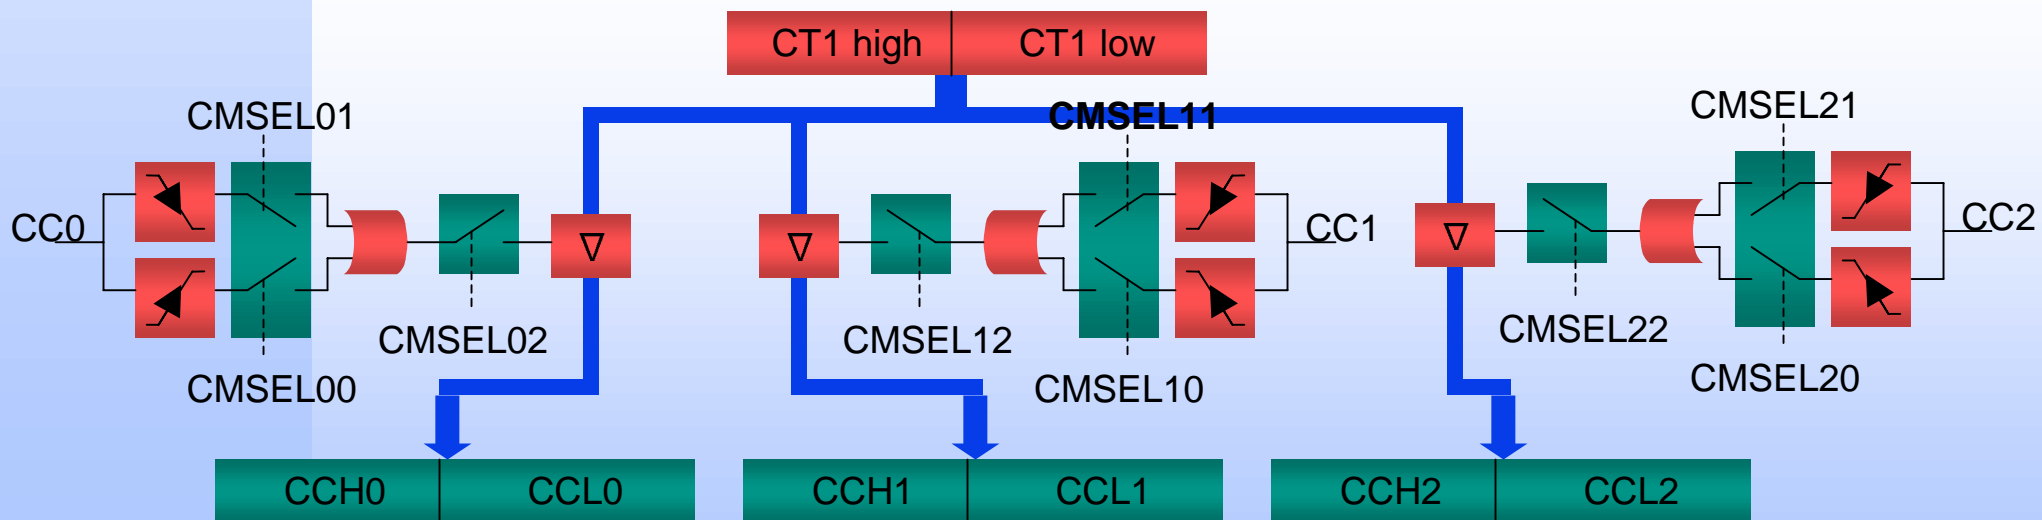 CT1 high CT1 low
CMSEL01 CMSEL11 CMSEL21
CC0 CC1 CC2
CMSEL02 CMSEL12 CMSEL22
CMSEL00 CMSEL10 CMSEL20
CCH0 CCL0 CCH1 CCL1 CCH2 CCL2